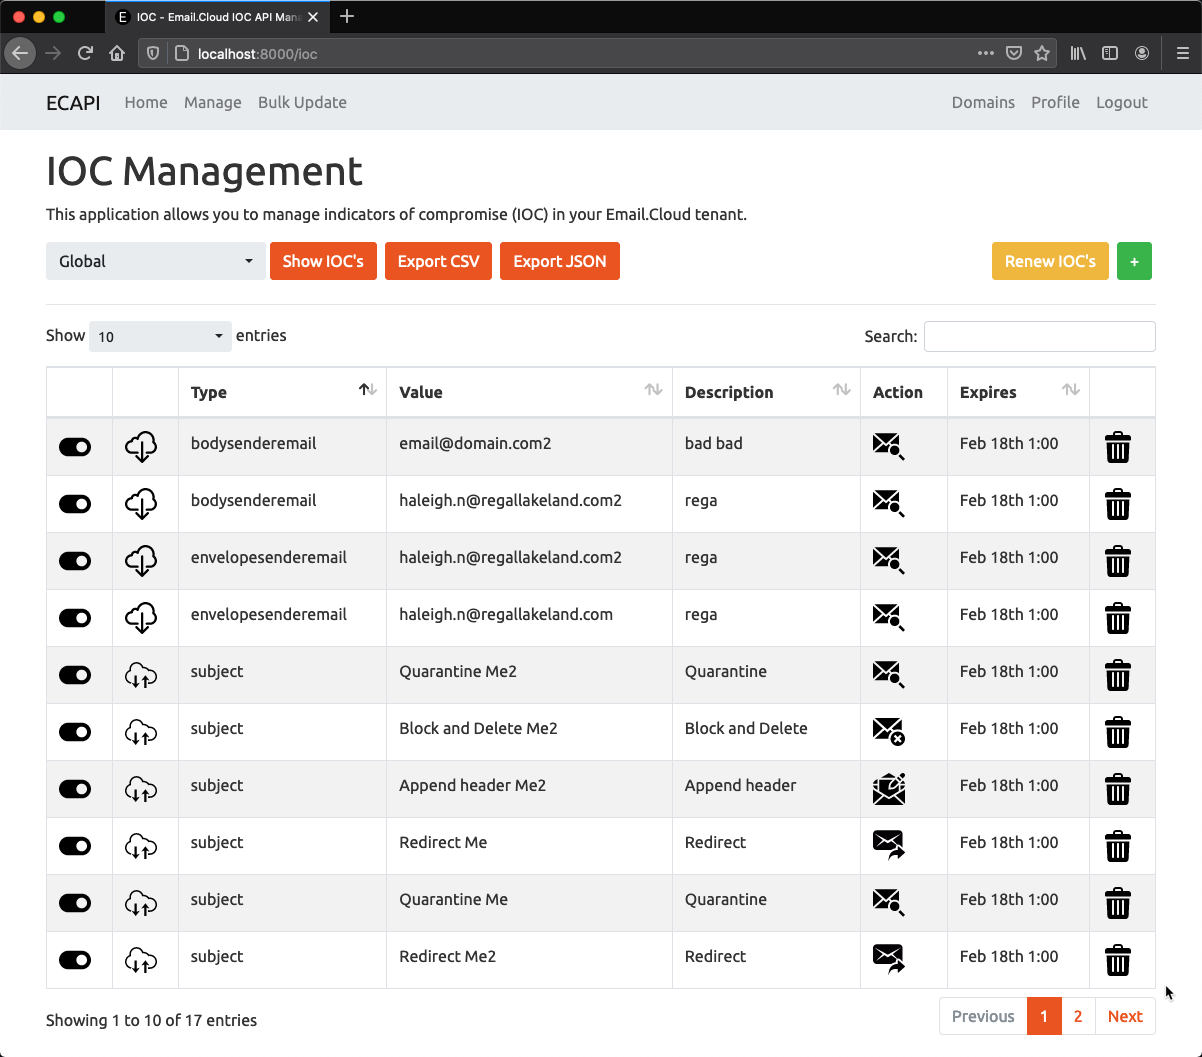 IOC - Email.Cloud IOC API Man
localhost:8000/ioc
ECAPI Home Manage Bulk Update Domains Profile Logout
IOC Management
This application allows you to manage indicators of compromise (IOC) in your Email.Cloud tenant.
Global Show IOC's Export CSV Export JSON Renew IOC's +
Show 10 entries Search:
Type Value Description Action Expires
bodysenderemail email@domain.com2 bad bad Feb 18th 1:00
bodysenderemail haleigh.n@regallakeland.com2 rega Feb 18th 1:00
envelopesenderemail haleigh.n@regallakeland.com2 rega Feb 18th 1:00
envelopesenderemail haleigh.n@regallakeland.com rega Feb 18th 1:00
subject Quarantine Me2 Quarantine Feb 18th 1:00
subject Block and Delete Me2 Block and Delete Feb 18th 1:00
subject Append header Me2 Append header Feb 18th 1:00
subject Redirect Me Redirect Feb 18th 1:00
subject Quarantine Me Quarantine Feb 18th 1:00
subject Redirect Me2 Redirect Feb 18th 1:00
Showing 1 to 10 of 17 entries Previous 1 2 Next